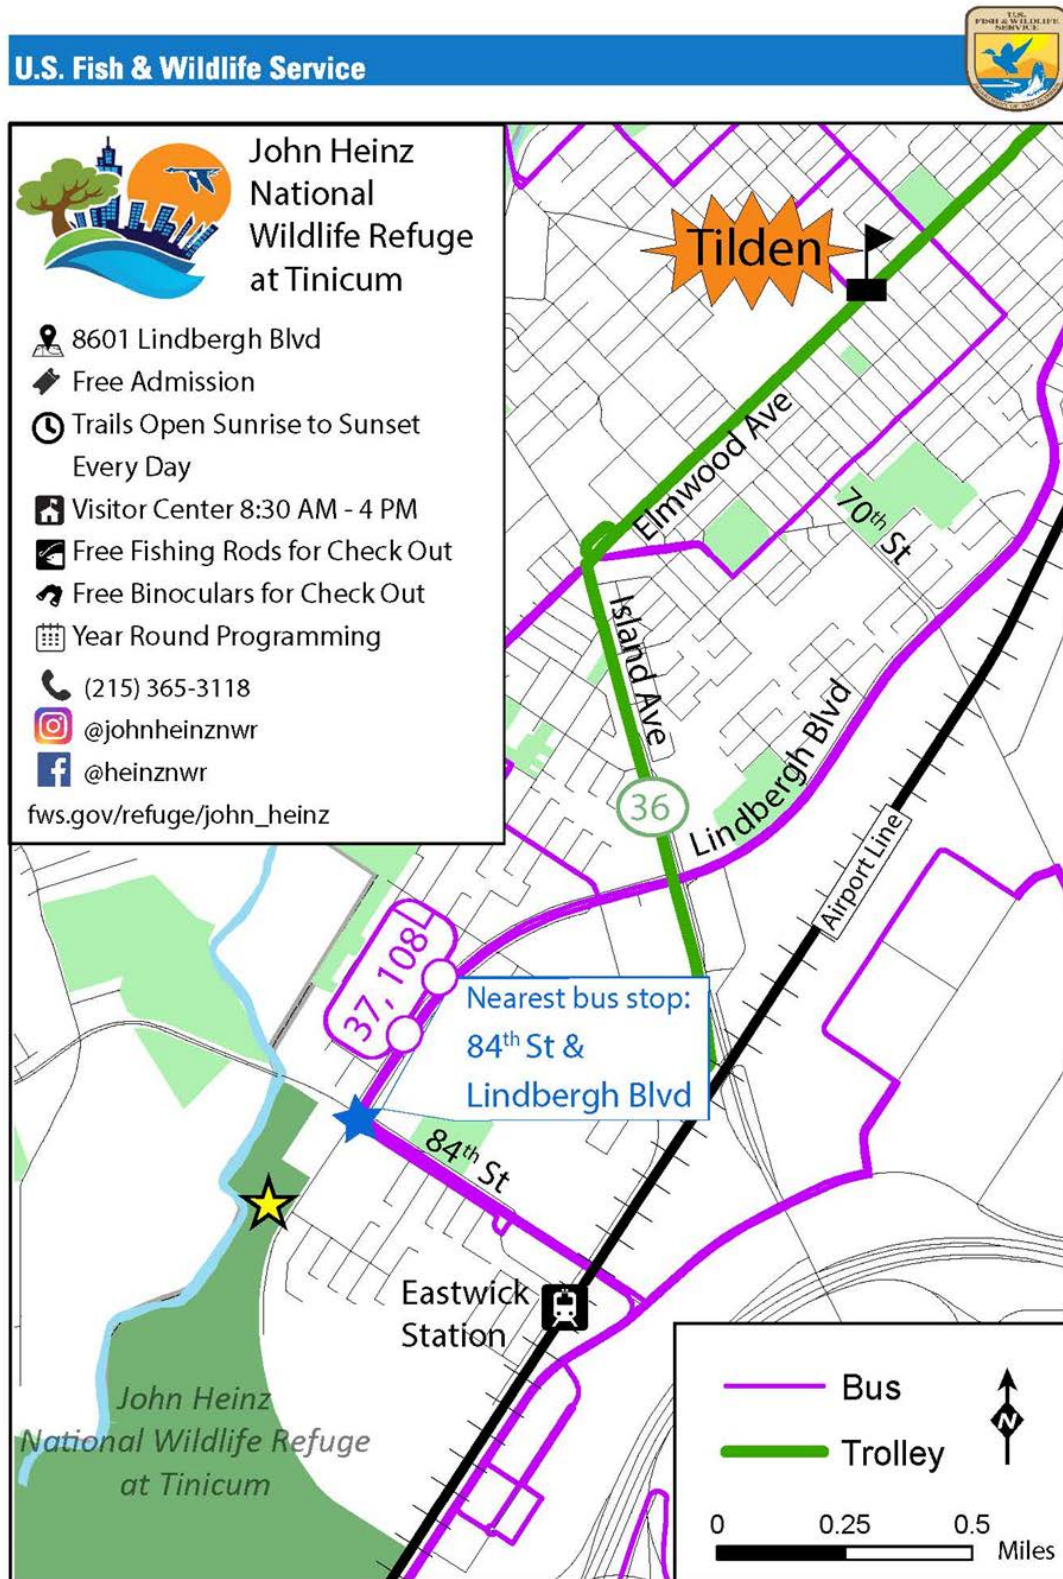 U.S. Fish & Wildlife Service
U.S.
FISH & WILDLIFE
SERVICE
John Heinz
National
Wildlife Refuge
at Tinicum
8601 Lindbergh Blvd
Free Admission
Trails Open Sunrise to Sunset
Every Day
Visitor Center 8:30 AM - 4 PM
Free Fishing Rods for Check Out
Free Binoculars for Check Out
Year Round Programming
(215) 365-3118
@johnheinznwr
@heinznwr
fws.gov/refuge/john_heinz
Tilden
Elmwood Ave
70th St
Island Ave
36
Lindbergh Blvd
Airport Line
37, 108
Nearest bus stop:
84th St &
Lindbergh Blvd
84th St
Eastwick
Station
John Heinz
National Wildlife Refuge
at Tinicum
Bus
Trolley
N
0 0.25 0.5
Miles